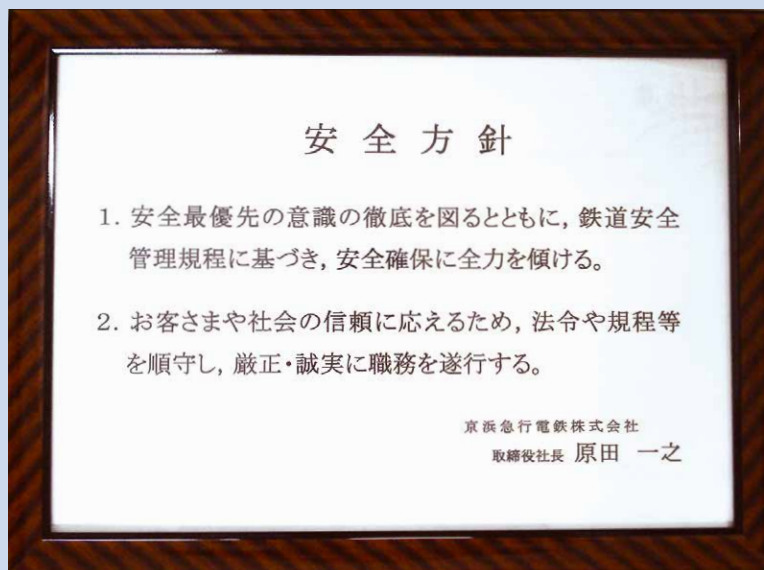 安全方針
1. 安全最優先の意識の徹底を図るとともに, 鉄道安全
管理規程に基づき, 安全確保に全力を傾ける。
2. お客さまや社会の信頼に応えるため, 法令や規程等
を順守し, 厳正・誠実に職務を遂行する。
京浜急行電鉄株式会社
取締役社長 原田 一之